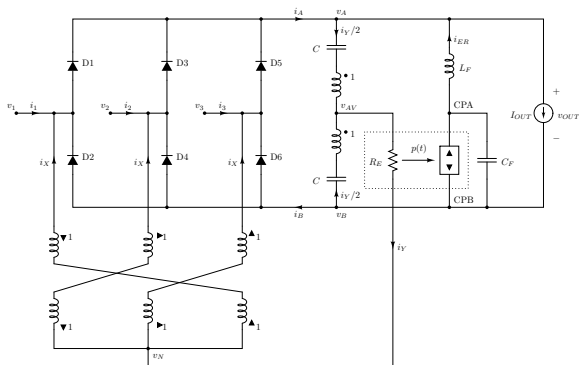 i_A v_A
i_Y/2 i_ER
C
D1 D3 D5 L_F
1
v_1 i_1 v_2 i_2 v_3 i_3 v_AV CPA I_OUT + v_OUT −
1 p(t)
i_X D2 i_X D4 i_X D6 R_E C_F
C
i_Y/2 CPB
i_B v_B
1 1 1 i_Y
1 1 1
v_N